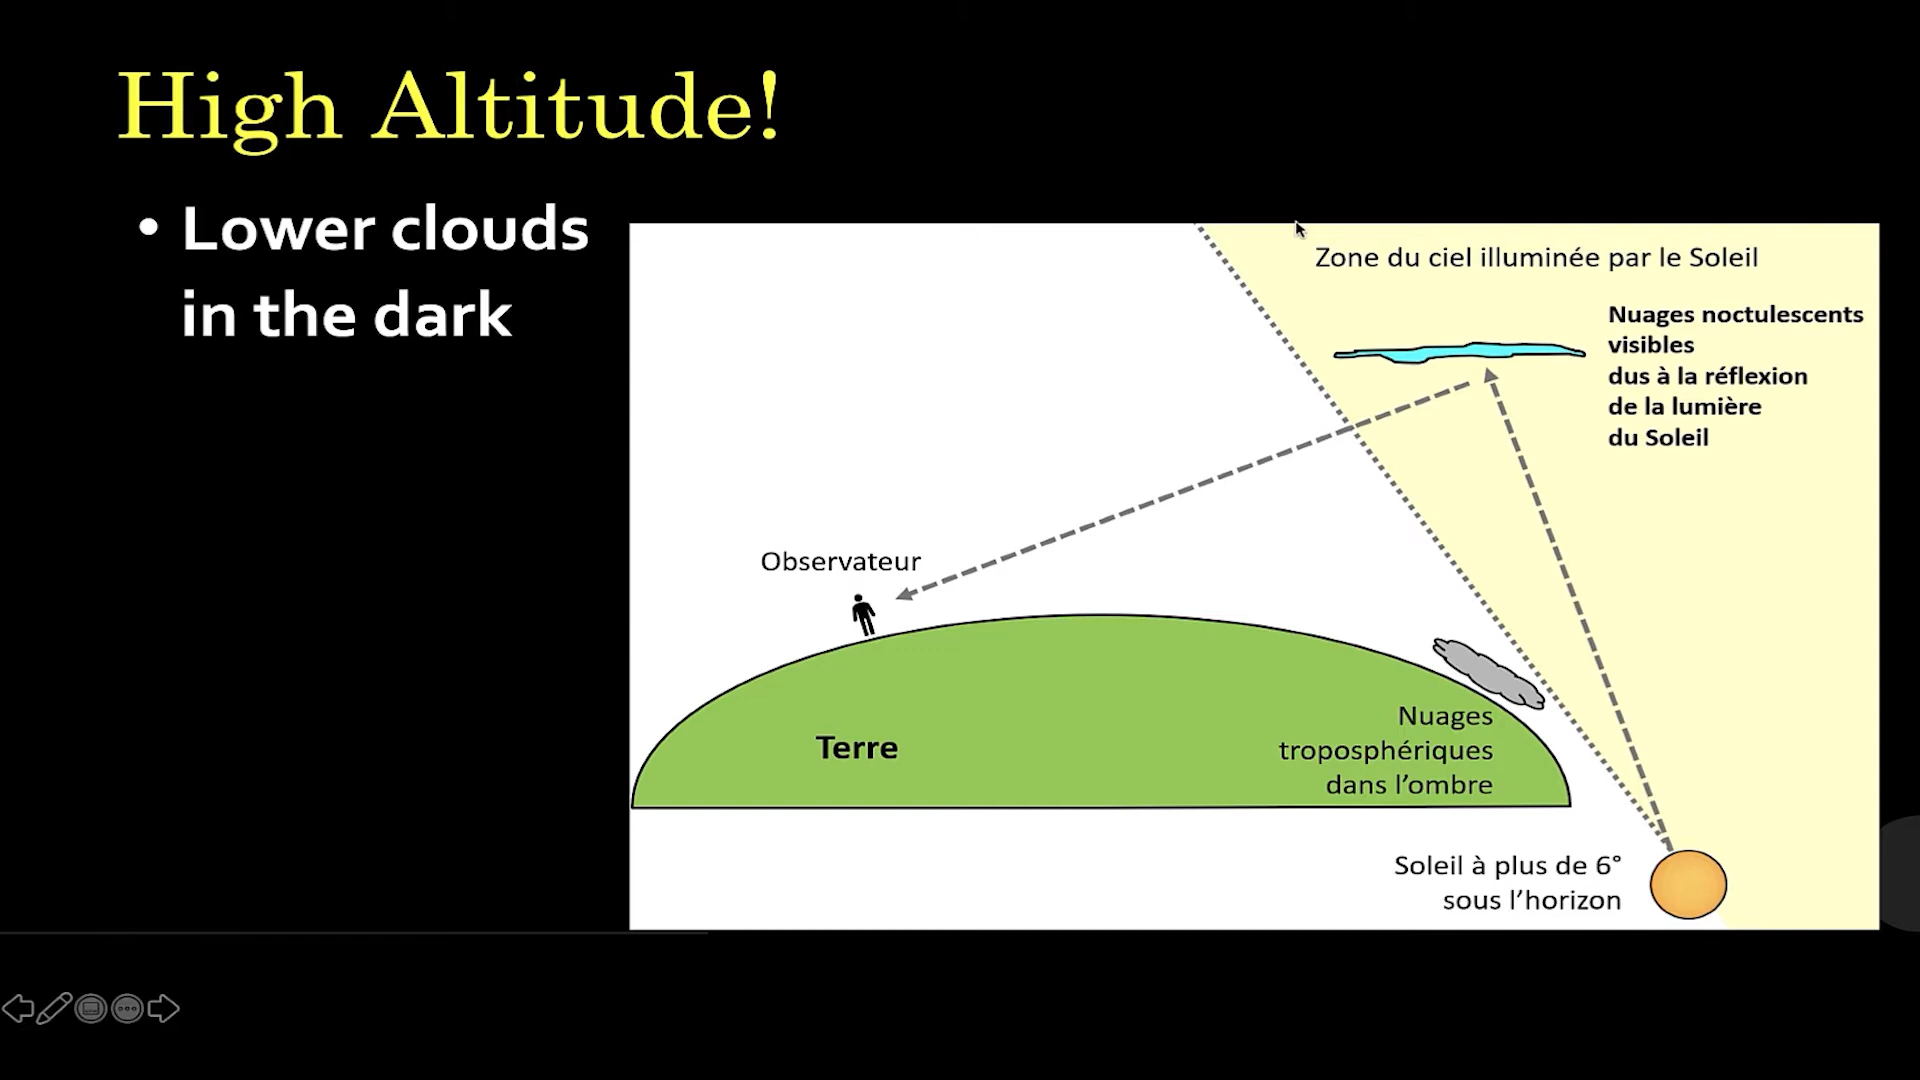 High Altitude!
• Lower clouds
in the dark
Zone du ciel illuminée par le Soleil
Nuages noctulescents
visibles
dus à la réflexion
de la lumière
du Soleil
Observateur
Terre
Nuages
troposphériques
dans l’ombre
Soleil à plus de 6°
sous l’horizon